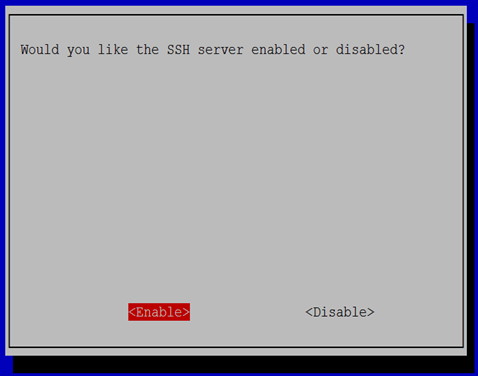 Would you like the SSH server enabled or disabled?
<Enable> <Disable>